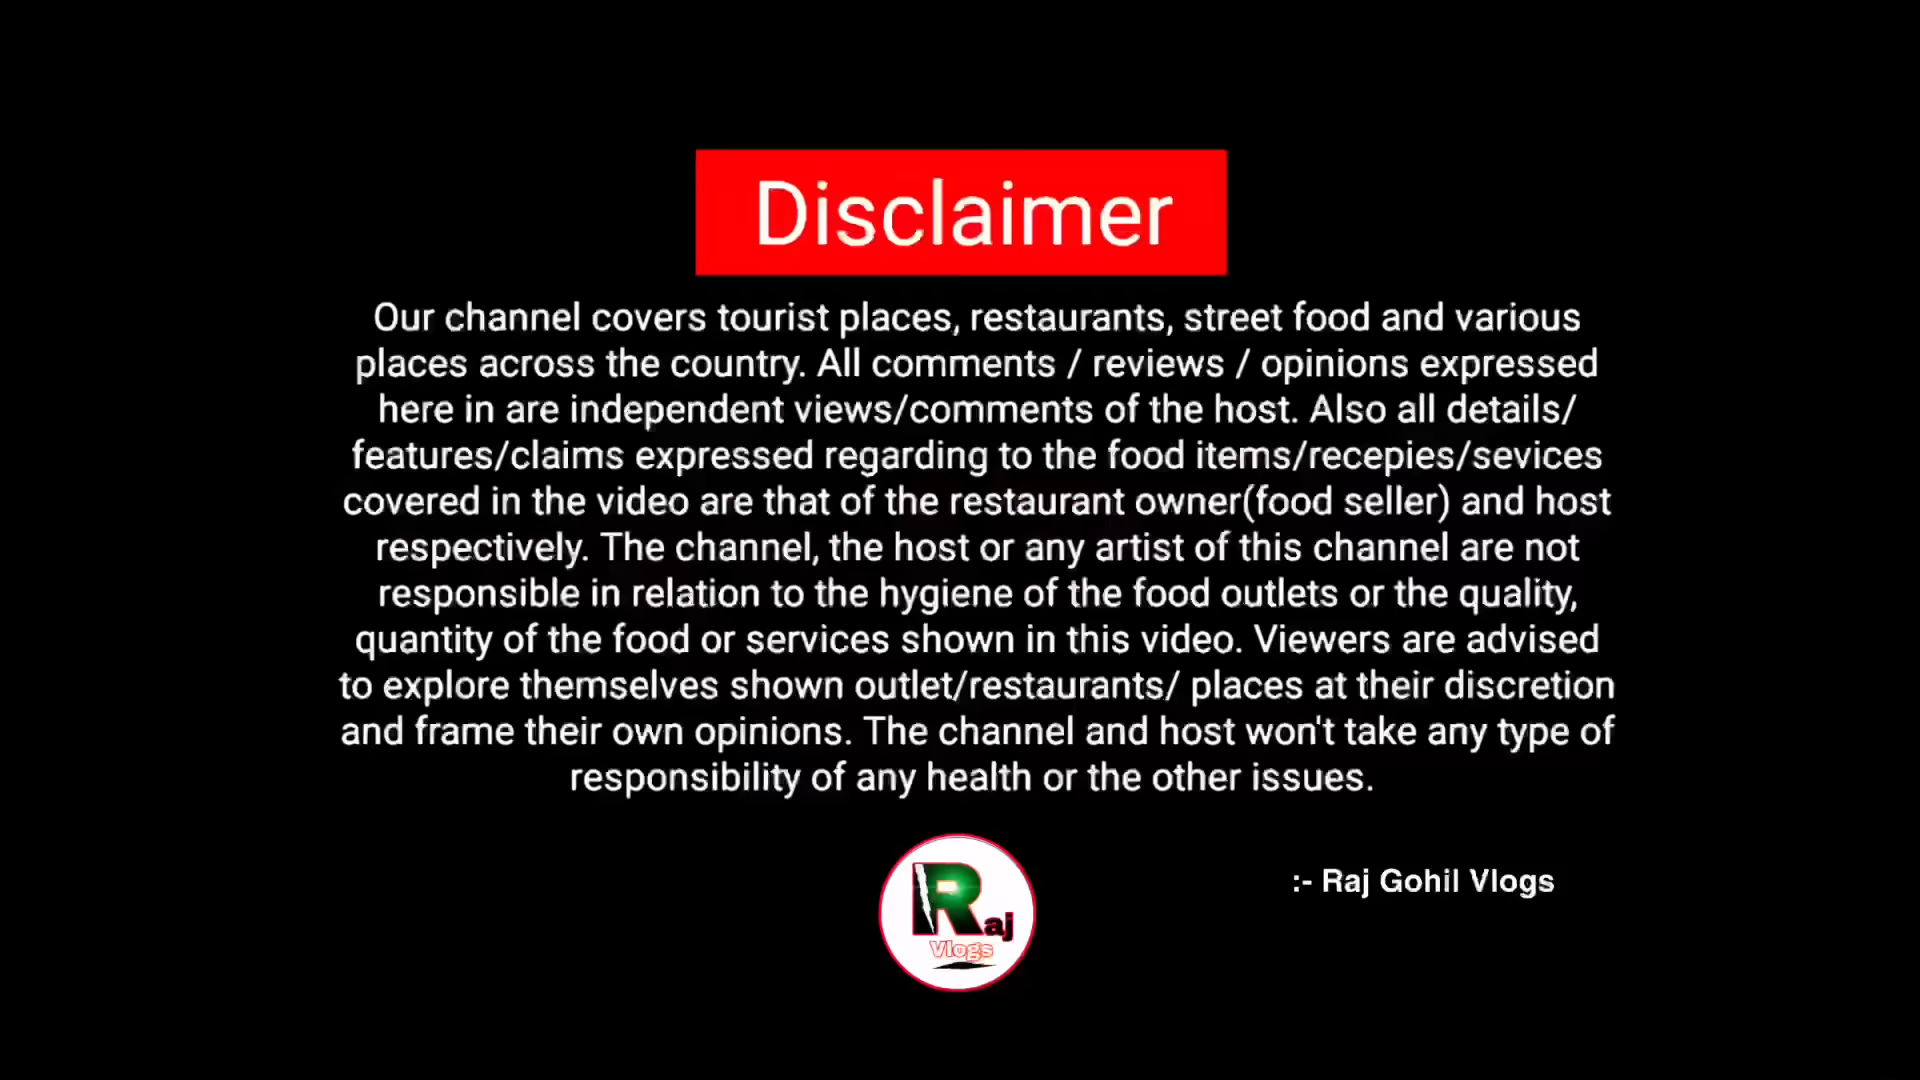 Disclaimer
Our channel covers tourist places, restaurants, street food and various
places across the country. All comments / reviews / opinions expressed
here in are independent views/comments of the host. Also all details/
features/claims expressed regarding to the food items/recepies/sevices
covered in the video are that of the restaurant owner(food seller) and host
respectively. The channel, the host or any artist of this channel are not
responsible in relation to the hygiene of the food outlets or the quality,
quantity of the food or services shown in this video. Viewers are advised
to explore themselves shown outlet/restaurants/ places at their discretion
and frame their own opinions. The channel and host won't take any type of
responsibility of any health or the other issues.
:- Raj Gohil Vlogs
Raj
Vlogs